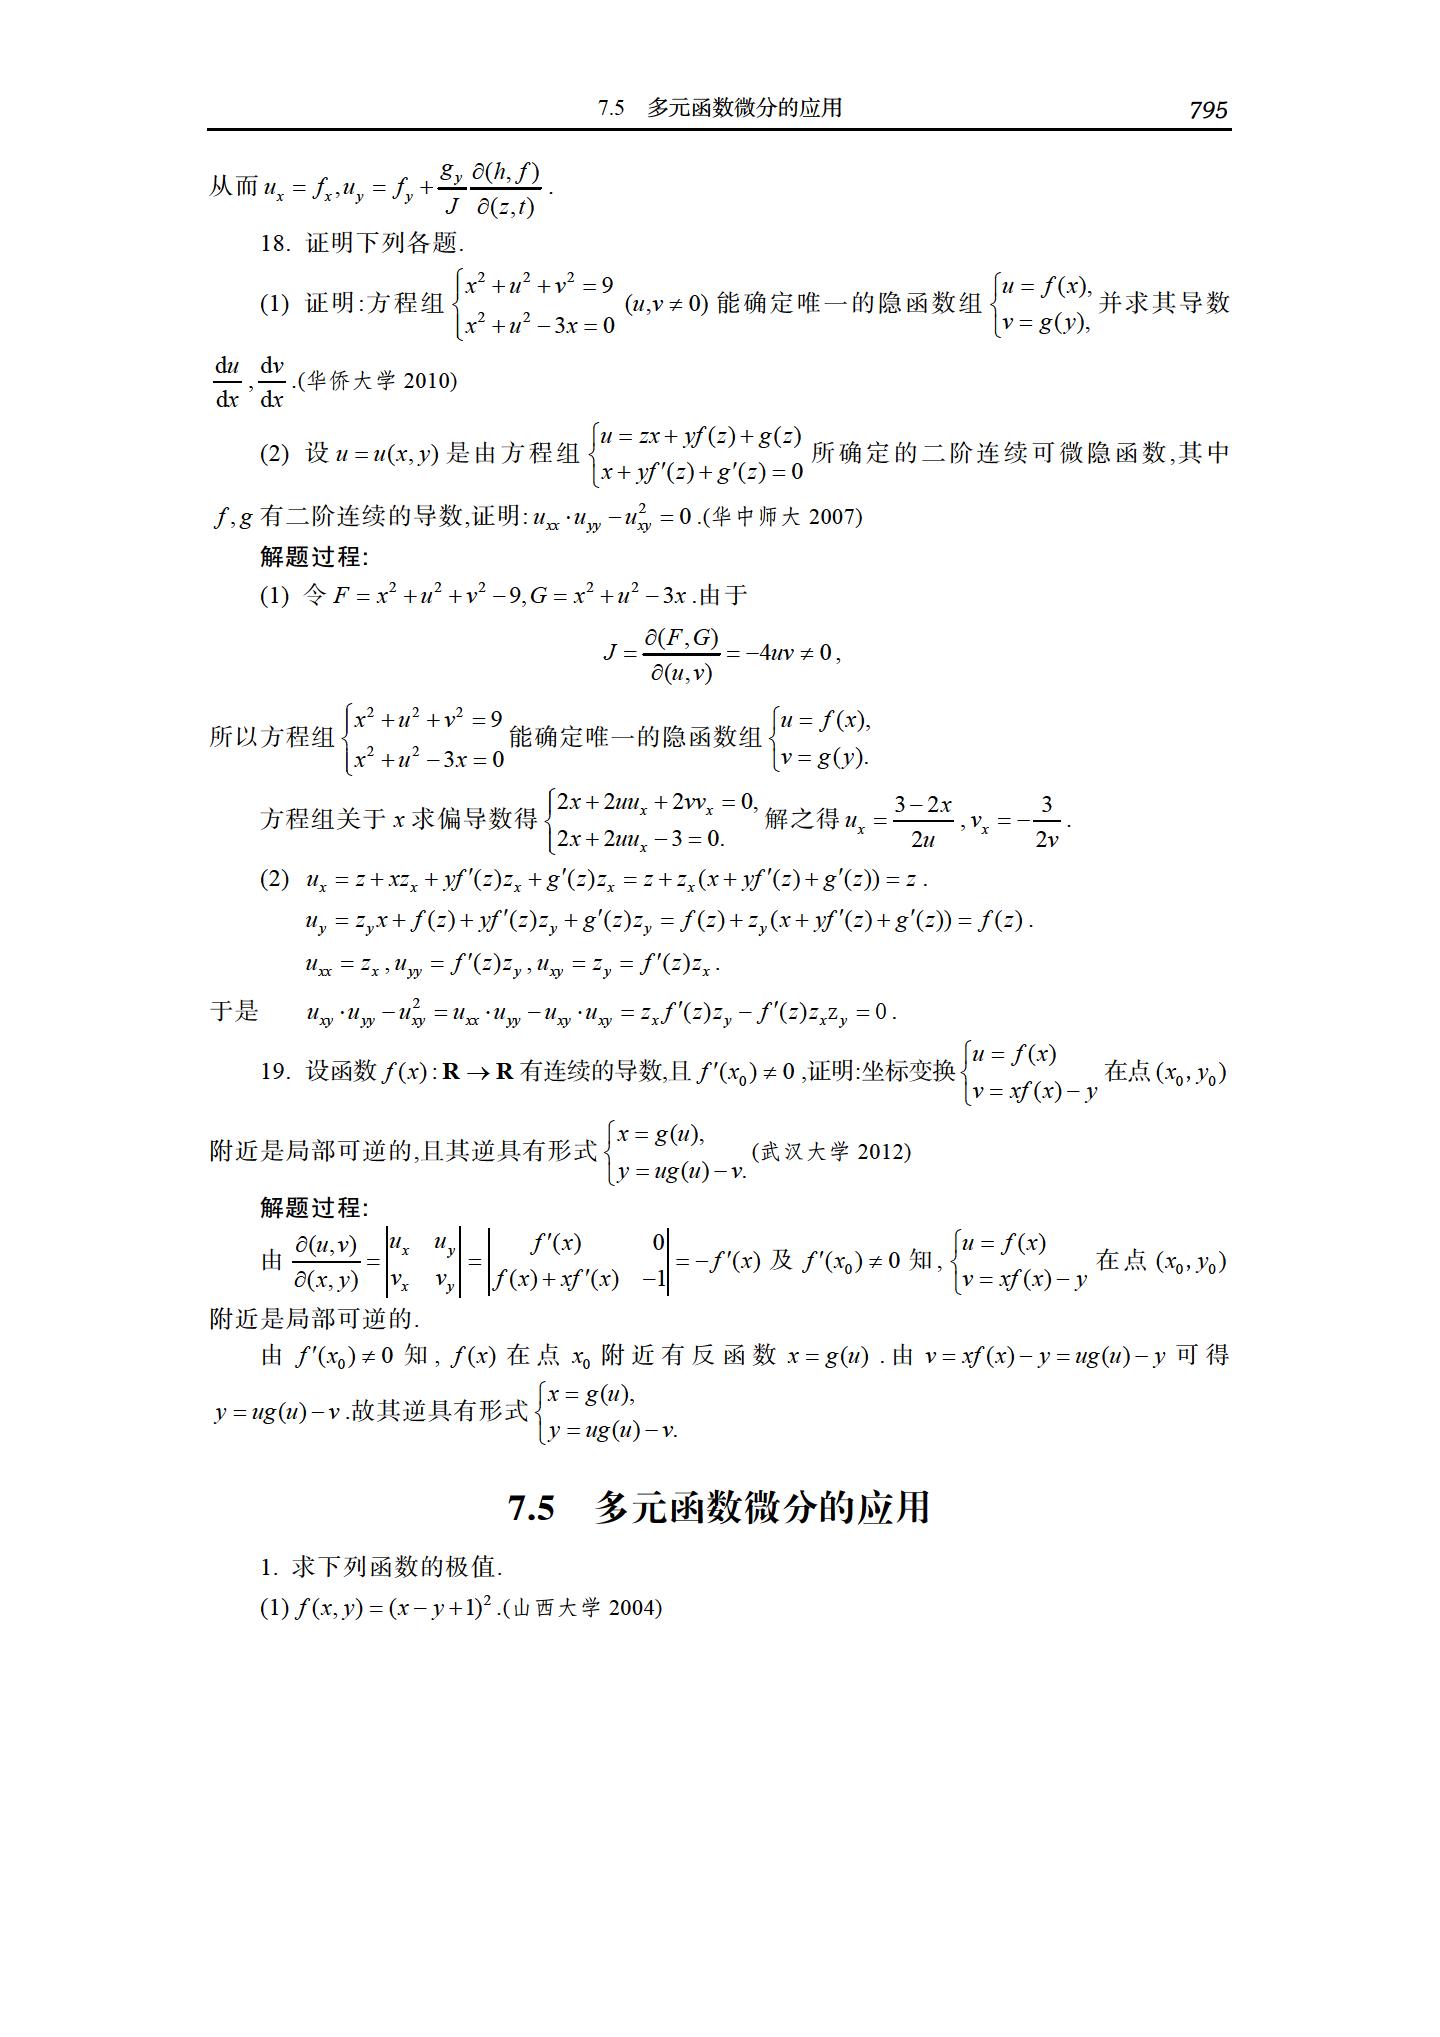 7.5 多元函数微分的应用 795
从而 $u_x = f_x, u_y = f_y + \frac{g_y}{J}\frac{\partial(h,f)}{\partial(z,t)}$ .
18. 证明下列各题.
(1) 证明:方程组 $\begin{cases} x^2+u^2+v^2=9 \\ x^2+u^2-3x=0 \end{cases}$ $(u,v \neq 0)$ 能确定唯一的隐函数组 $\begin{cases} u=f(x), \\ v=g(y), \end{cases}$ 并求其导数
$\frac{\mathrm{d}u}{\mathrm{d}x}, \frac{\mathrm{d}v}{\mathrm{d}x}$ .(华侨大学 2010)
(2) 设 $u=u(x,y)$ 是由方程组 $\begin{cases} u=zx+yf(z)+g(z) \\ x+yf'(z)+g'(z)=0 \end{cases}$ 所确定的二阶连续可微隐函数,其中
$f,g$ 有二阶连续的导数,证明: $u_{xx} \cdot u_{yy} - u_{xy}^2 = 0$ .(华中师大 2007)
解题过程:
(1) 令 $F=x^2+u^2+v^2-9, G=x^2+u^2-3x$ .由于
$J = \frac{\partial(F,G)}{\partial(u,v)} = -4uv \neq 0$ ,
所以方程组 $\begin{cases} x^2+u^2+v^2=9 \\ x^2+u^2-3x=0 \end{cases}$ 能确定唯一的隐函数组 $\begin{cases} u=f(x), \\ v=g(y). \end{cases}$
方程组关于 $x$ 求偏导数得 $\begin{cases} 2x+2uu_x+2vv_x=0, \\ 2x+2uu_x-3=0. \end{cases}$ 解之得 $u_x=\frac{3-2x}{2u}, v_x=-\frac{3}{2v}$ .
(2) $u_x = z+xz_x+yf'(z)z_x+g'(z)z_x = z+z_x(x+yf'(z)+g'(z)) = z$ .
$u_y = z_yx+f(z)+yf'(z)z_y+g'(z)z_y = f(z)+z_y(x+yf'(z)+g'(z)) = f(z)$ .
$u_{xx}=z_x, u_{yy}=f'(z)z_y, u_{xy}=z_y=f'(z)z_x$ .
于是 $u_{xy} \cdot u_{yy} - u_{xy}^2 = u_{xx} \cdot u_{yy} - u_{xy} \cdot u_{xy} = z_xf'(z)z_y - f'(z)z_xz_y = 0$ .
19. 设函数 $f(x):\mathbf{R} \to \mathbf{R}$ 有连续的导数,且 $f'(x_0) \neq 0$ ,证明:坐标变换 $\begin{cases} u=f(x) \\ v=xf(x)-y \end{cases}$ 在点 $(x_0,y_0)$
附近是局部可逆的,且其逆具有形式 $\begin{cases} x=g(u), \\ y=ug(u)-v. \end{cases}$ (武汉大学 2012)
解题过程:
由 $\frac{\partial(u,v)}{\partial(x,y)} = \begin{vmatrix} u_x & u_y \\ v_x & v_y \end{vmatrix} = \begin{vmatrix} f'(x) & 0 \\ f(x)+xf'(x) & -1 \end{vmatrix} = -f'(x)$ 及 $f'(x_0) \neq 0$ 知, $\begin{cases} u=f(x) \\ v=xf(x)-y \end{cases}$ 在点 $(x_0,y_0)$
附近是局部可逆的.
由 $f'(x_0) \neq 0$ 知, $f(x)$ 在点 $x_0$ 附近有反函数 $x=g(u)$ .由 $v=xf(x)-y=ug(u)-y$ 可得
$y=ug(u)-v$ .故其逆具有形式 $\begin{cases} x=g(u), \\ y=ug(u)-v. \end{cases}$
7.5 多元函数微分的应用
1. 求下列函数的极值.
(1) $f(x,y)=(x-y+1)^2$ .(山西大学 2004)